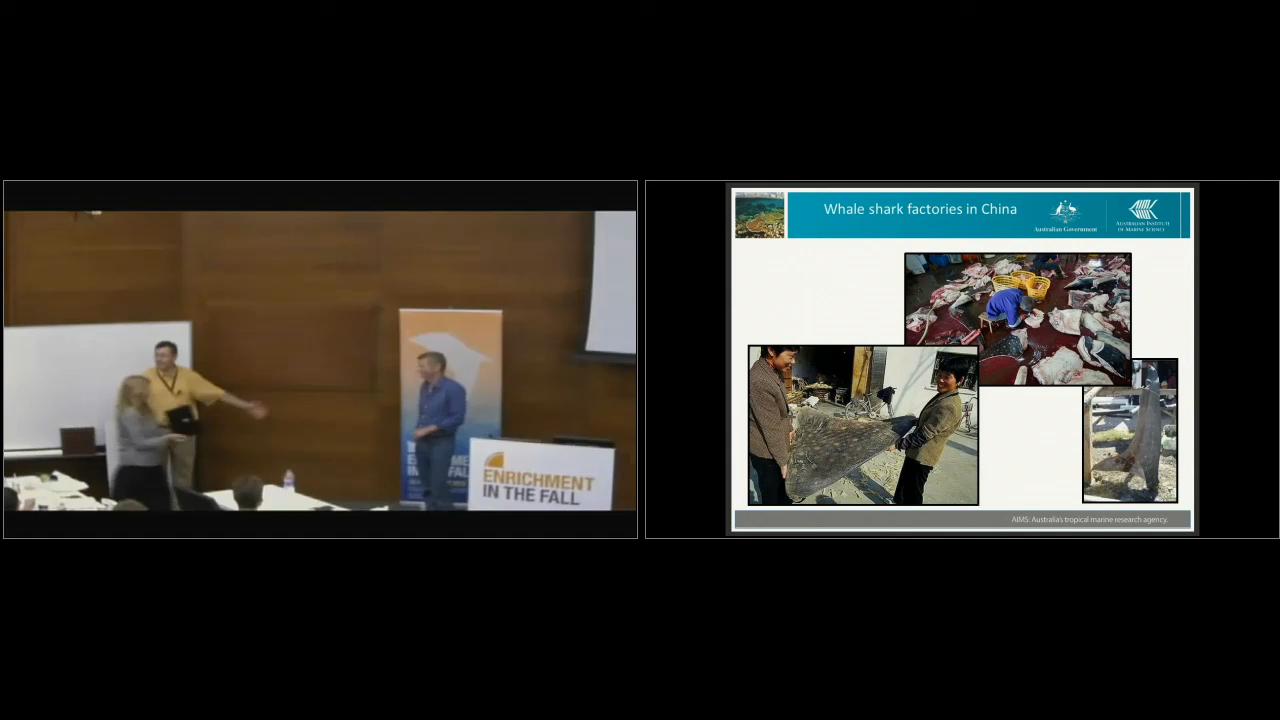 ENRICHMENT
IN THE FALL
Whale shark factories in China
Australian Government
AUSTRALIAN INSTITUTE
OF MARINE SCIENCE
AIMS: Australia's tropical marine research agency.